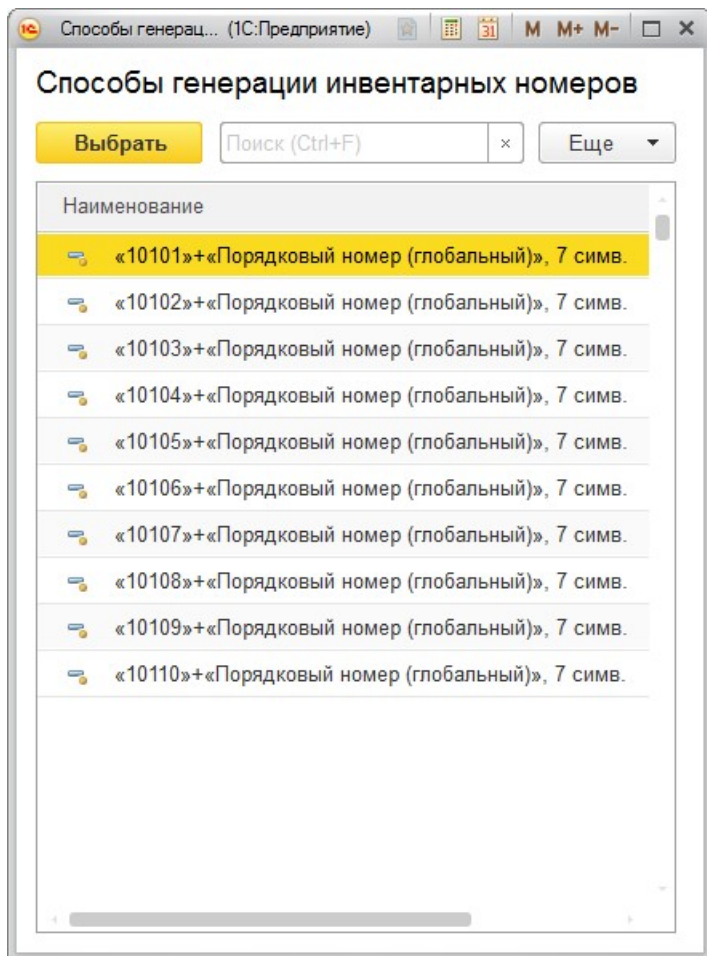 1С Способы генерац... (1С:Предприятие) 31 M M+ M-
Способы генерации инвентарных номеров
Выбрать Поиск (Ctrl+F) × Еще
Наименование
«10101»+«Порядковый номер (глобальный)», 7 симв.
«10102»+«Порядковый номер (глобальный)», 7 симв.
«10103»+«Порядковый номер (глобальный)», 7 симв.
«10104»+«Порядковый номер (глобальный)», 7 симв.
«10105»+«Порядковый номер (глобальный)», 7 симв.
«10106»+«Порядковый номер (глобальный)», 7 симв.
«10107»+«Порядковый номер (глобальный)», 7 симв.
«10108»+«Порядковый номер (глобальный)», 7 симв.
«10109»+«Порядковый номер (глобальный)», 7 симв.
«10110»+«Порядковый номер (глобальный)», 7 симв.